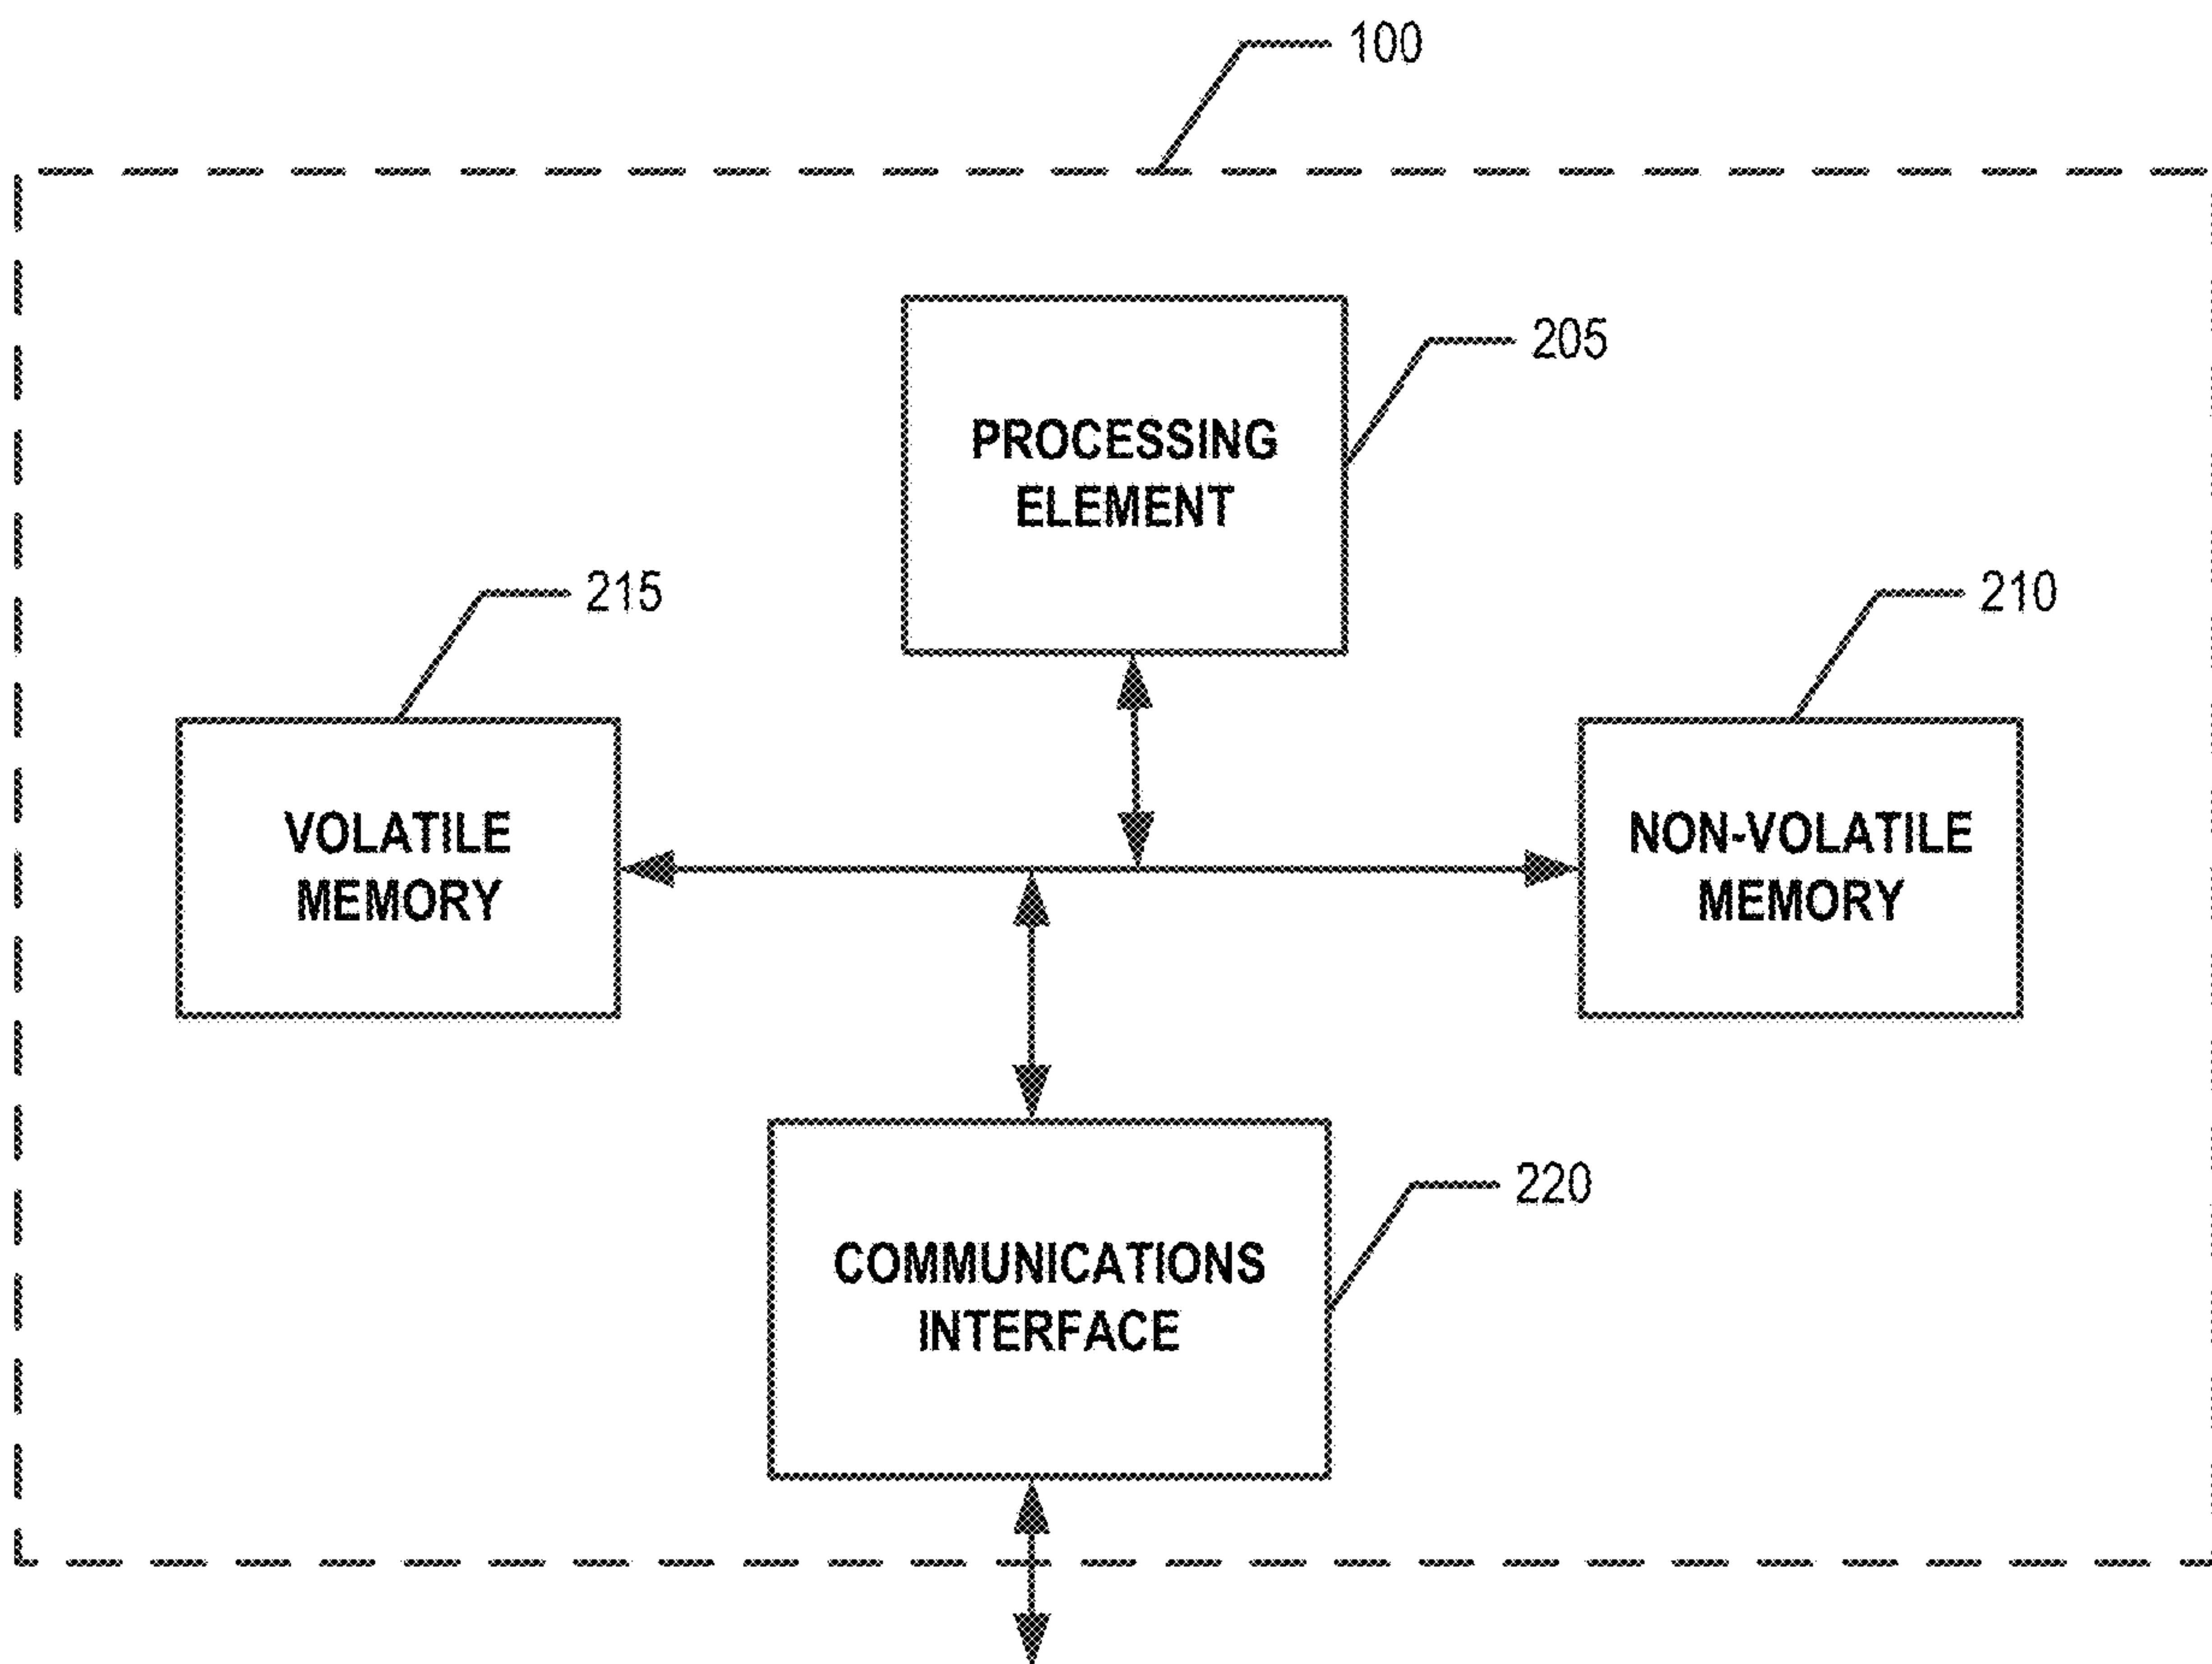 100
PROCESSING
ELEMENT
205
215
210
VOLATILE
MEMORY
NON-VOLATILE
MEMORY
COMMUNICATIONS
INTERFACE
220